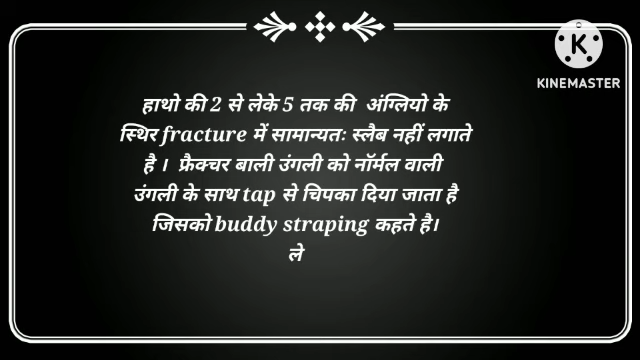 K
KINEMASTER
हाथो की 2 से लेके 5 तक की अंग्लियो के
स्थिर fracture में सामान्यतः स्लैब नहीं लगाते
है । फ्रैक्चर बाली उंगली को नॉर्मल वाली
उंगली के साथ tap से चिपका दिया जाता है
जिसको buddy straping कहते है।
ले